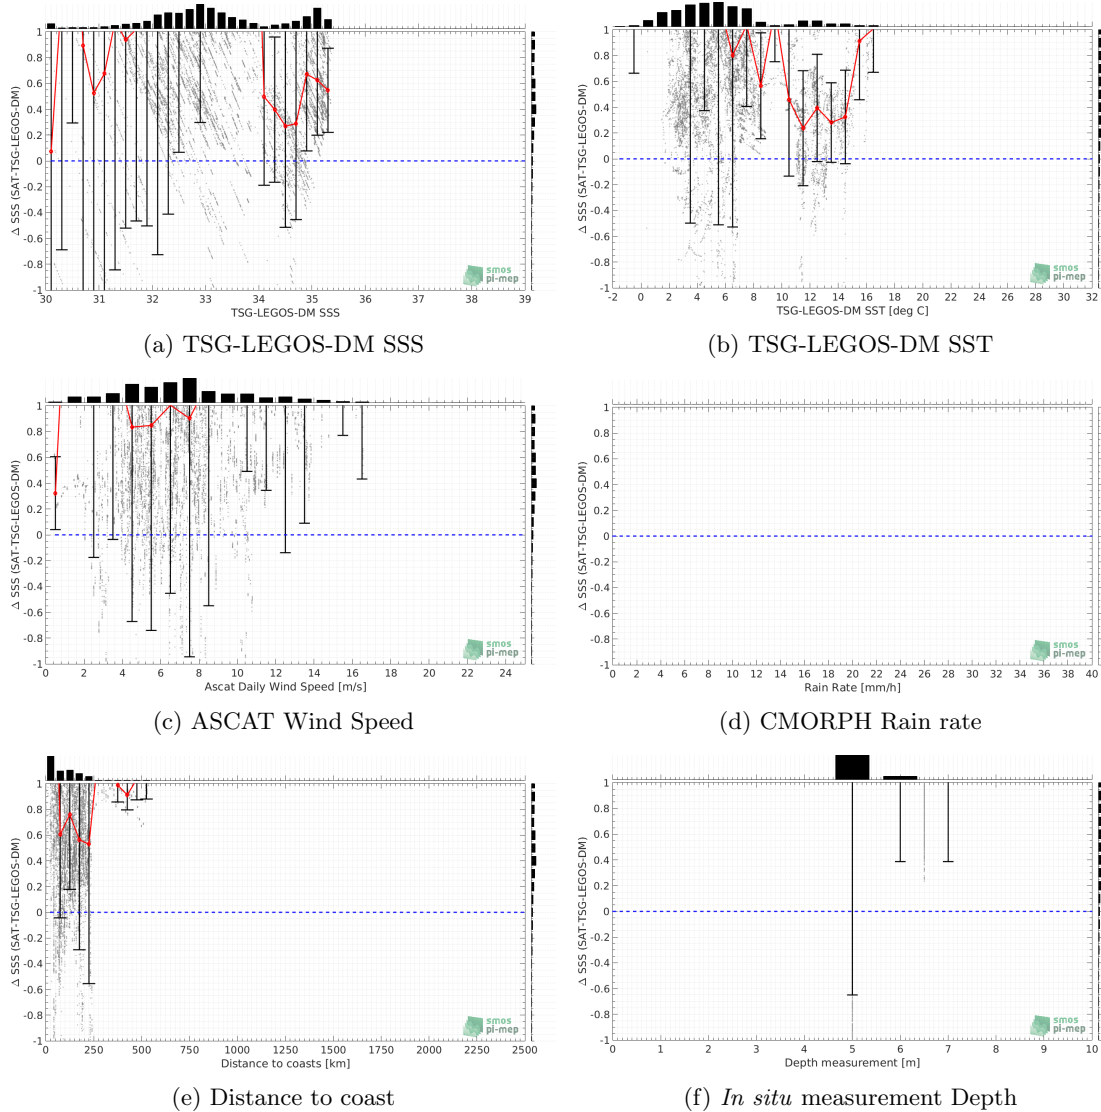 1
0.8
0.6
0.4
0.2
0
-0.2
-0.4
-0.6
-0.8
-1
Δ SSS (SAT-TSG-LEGOS-DM)
30 31 32 33 34 35 36 37 38 39
TSG-LEGOS-DM SSS
smos
pi-mep
(a) TSG-LEGOS-DM SSS
1
0.8
0.6
0.4
0.2
0
-0.2
-0.4
-0.6
-0.8
-1
Δ SSS (SAT-TSG-LEGOS-DM)
-2 0 2 4 6 8 10 12 14 16 18 20 22 24 26 28 30 32
TSG-LEGOS-DM SST [deg C]
smos
pi-mep
(b) TSG-LEGOS-DM SST
1
0.8
0.6
0.4
0.2
0
-0.2
-0.4
-0.6
-0.8
-1
Δ SSS (SAT-TSG-LEGOS-DM)
0 2 4 6 8 10 12 14 16 18 20 22 24
Ascat Daily Wind Speed [m/s]
smos
pi-mep
(c) ASCAT Wind Speed
1
0.8
0.6
0.4
0.2
0
-0.2
-0.4
-0.6
-0.8
-1
Δ SSS (SAT-TSG-LEGOS-DM)
0 2 4 6 8 10 12 14 16 18 20 22 24 26 28 30 32 34 36 38 40
Rain Rate [mm/h]
smos
pi-mep
(d) CMORPH Rain rate
1
0.8
0.6
0.4
0.2
0
-0.2
-0.4
-0.6
-0.8
-1
Δ SSS (SAT-TSG-LEGOS-DM)
0 250 500 750 1000 1250 1500 1750 2000 2250 2500
Distance to coasts [km]
smos
pi-mep
(e) Distance to coast
1
0.8
0.6
0.4
0.2
0
-0.2
-0.4
-0.6
-0.8
-1
Δ SSS (SAT-TSG-LEGOS-DM)
0 1 2 3 4 5 6 7 8 9 10
Depth measurement [m]
smos
pi-mep
(f) In situ measurement Depth